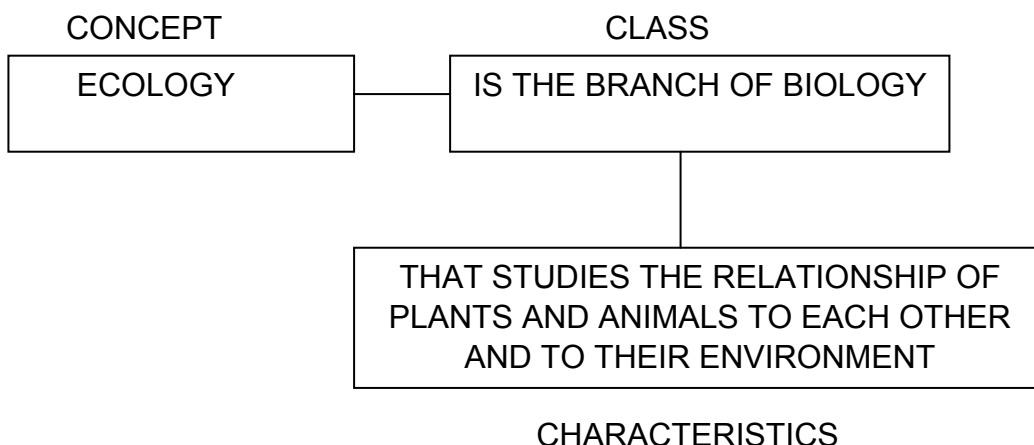 CONCEPT
CLASS
ECOLOGY
IS THE BRANCH OF BIOLOGY
THAT STUDIES THE RELATIONSHIP OF
PLANTS AND ANIMALS TO EACH OTHER
AND TO THEIR ENVIRONMENT
CHARACTERISTICS